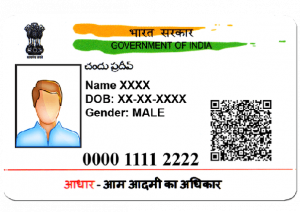 भारत सरकार
GOVERNMENT OF INDIA
చందు ప్రదీప్
Name XXXX
DOB: XX-XX-XXXX
Gender: MALE
0000 1111 2222
आधार - आम आदमी का अधिकार